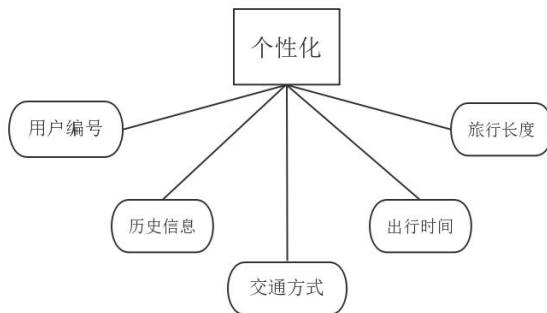 个性化
用户编号
旅行长度
历史信息
出行时间
交通方式